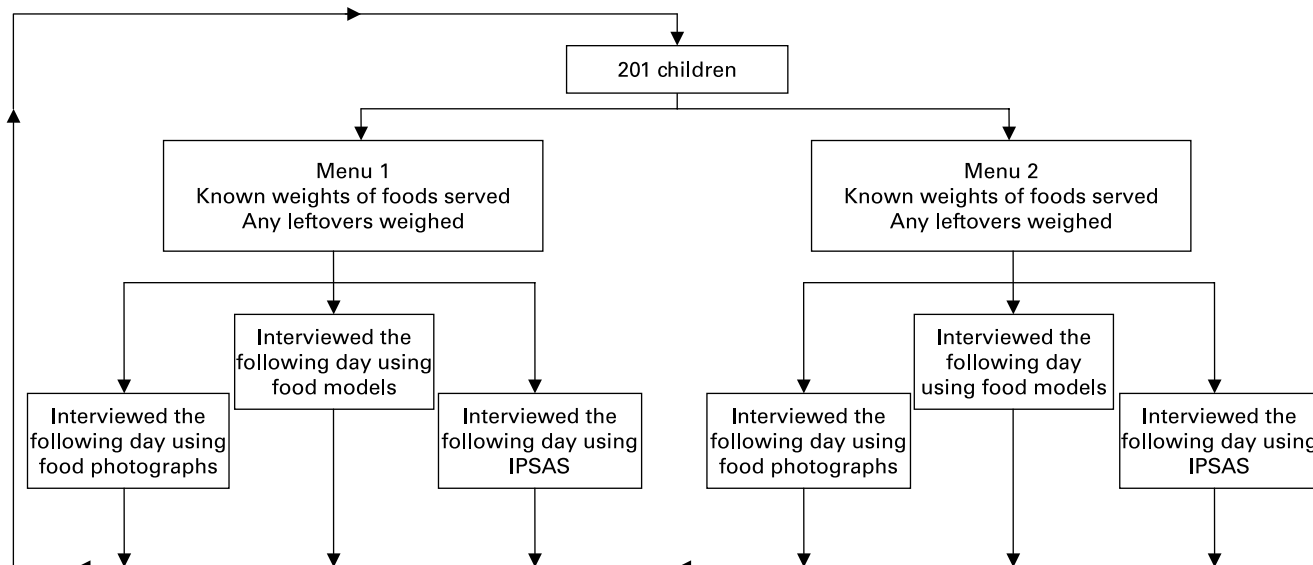 201 children
Menu 1
Known weights of foods served
Any leftovers weighed
Menu 2
Known weights of foods served
Any leftovers weighed
Interviewed the
following day using
food photographs
Interviewed the
following day using
food models
Interviewed the
following day using
IPSAS
Interviewed the
following day using
food photographs
Interviewed the
following day
using food models
Interviewed the
following day using
IPSAS